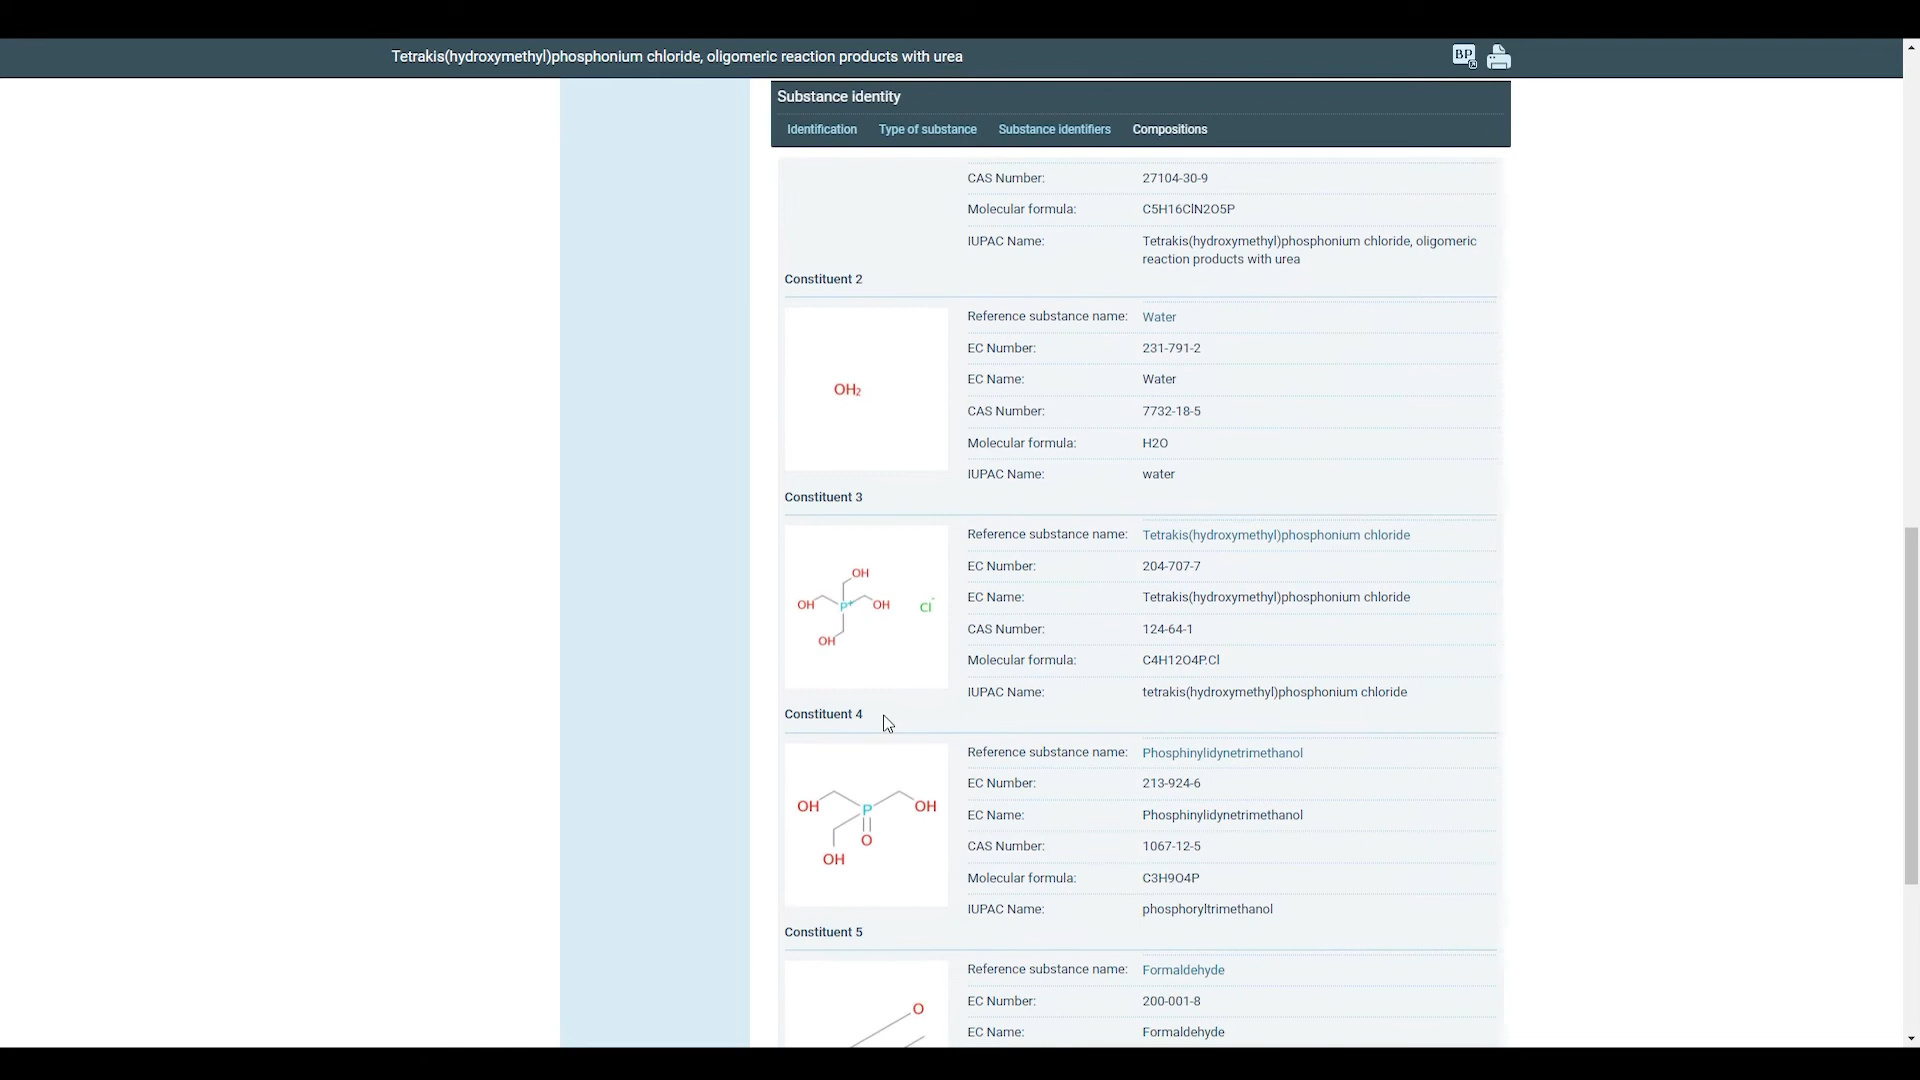 Tetrakis(hydroxymethyl)phosphonium chloride, oligomeric reaction products with urea
BP
Substance identity
Identification Type of substance Substance identifiers Compositions
CAS Number: 27104-30-9
Molecular formula: C5H16ClN2O5P
IUPAC Name: Tetrakis(hydroxymethyl)phosphonium chloride, oligomeric
reaction products with urea
Constituent 2
Reference substance name: Water
EC Number: 231-791-2
EC Name: Water
CAS Number: 7732-18-5
Molecular formula: H2O
IUPAC Name: water
OH2
Constituent 3
Reference substance name: Tetrakis(hydroxymethyl)phosphonium chloride
EC Number: 204-707-7
EC Name: Tetrakis(hydroxymethyl)phosphonium chloride
CAS Number: 124-64-1
Molecular formula: C4H12O4P.Cl
IUPAC Name: tetrakis(hydroxymethyl)phosphonium chloride
OH
OH P+ OH Cl-
OH
Constituent 4
Reference substance name: Phosphinylidynetrimethanol
EC Number: 213-924-6
EC Name: Phosphinylidynetrimethanol
CAS Number: 1067-12-5
Molecular formula: C3H9O4P
IUPAC Name: phosphoryltrimethanol
OH P OH
O
OH
Constituent 5
Reference substance name: Formaldehyde
EC Number: 200-001-8
EC Name: Formaldehyde
O